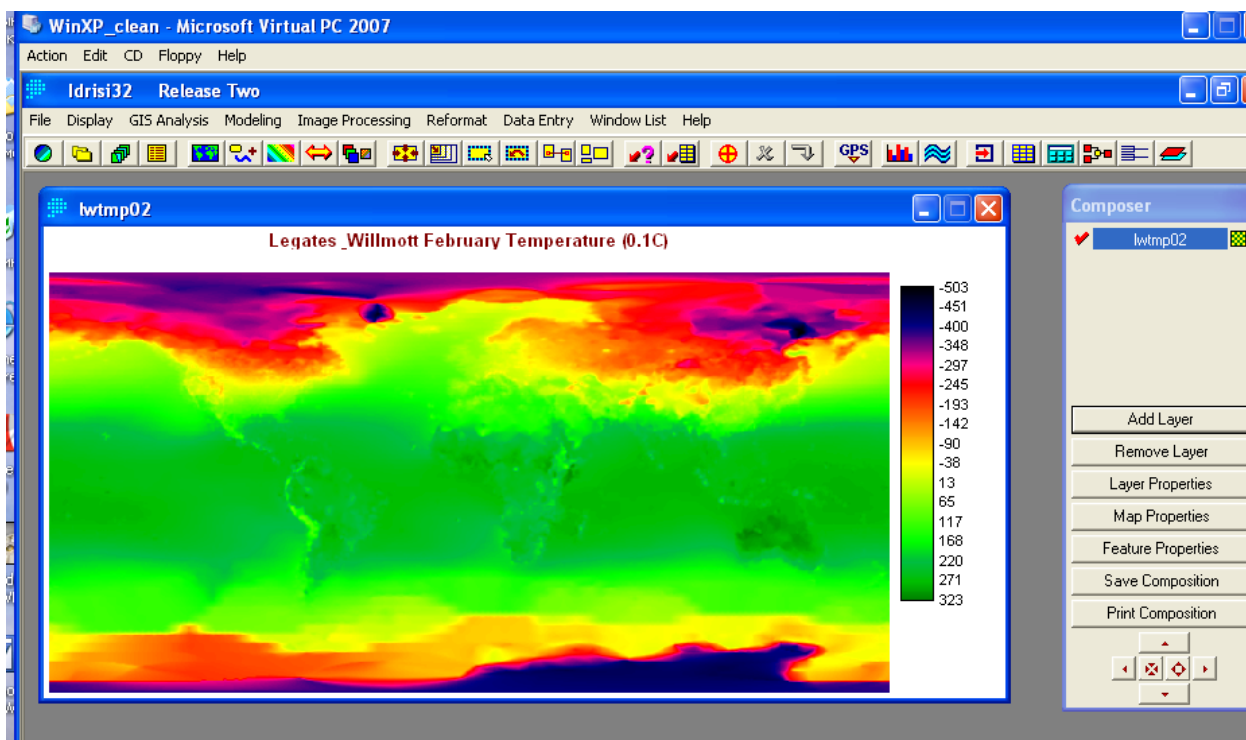 WinXP_clean - Microsoft Virtual PC 2007
Action Edit CD Floppy Help
Idrisi32 Release Two
File Display GIS Analysis Modeling Image Processing Reformat Data Entry Window List Help
GPS
lwtmp02
Legates_Willmott February Temperature (0.1C)
-503
-451
-400
-348
-297
-245
-193
-142
-90
-38
13
65
117
168
220
271
323
Composer
lwtmp02
Add Layer
Remove Layer
Layer Properties
Map Properties
Feature Properties
Save Composition
Print Composition